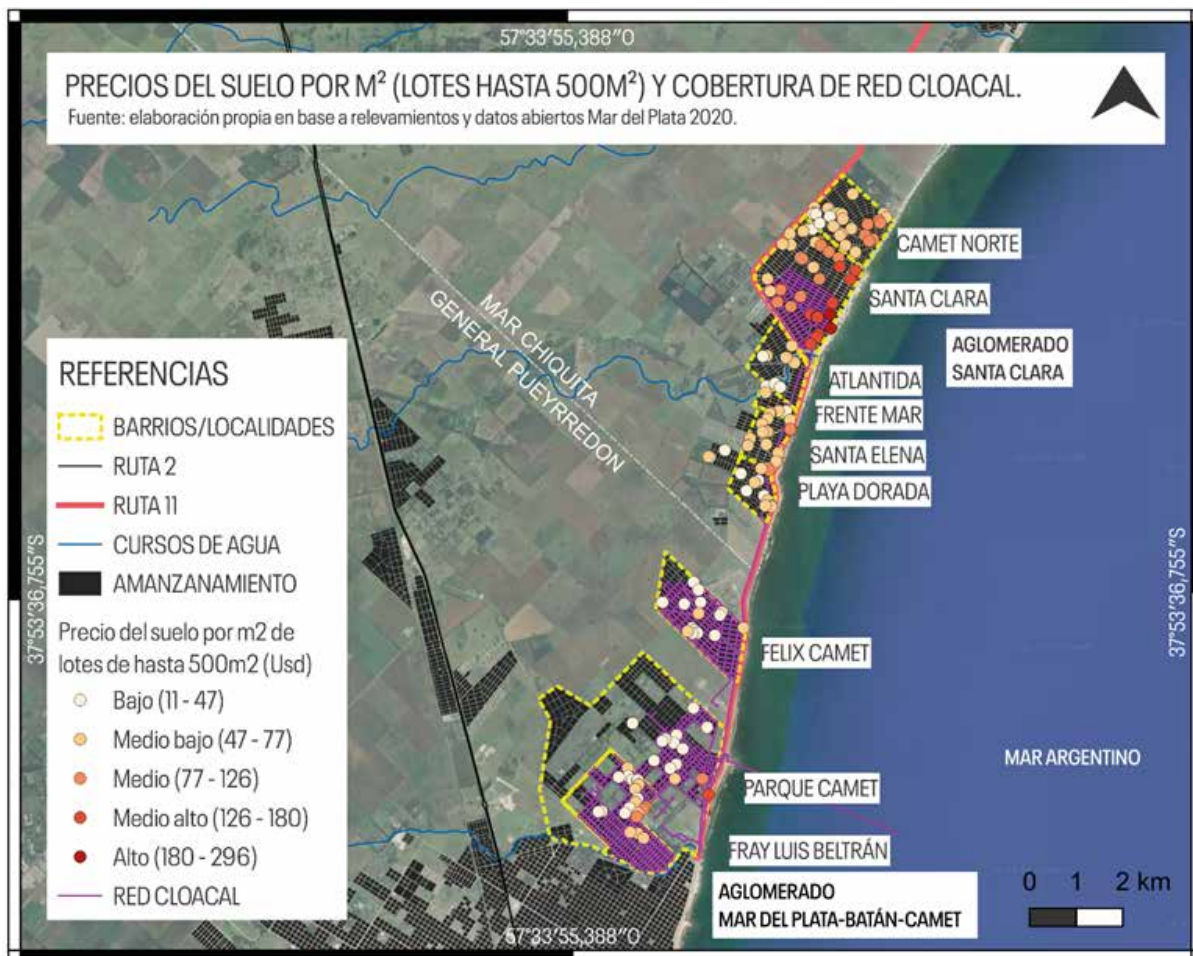 57°33'55,388"O
PRECIOS DEL SUELO POR M² (LOTES HASTA 500M²) Y COBERTURA DE RED CLOACAL.
Fuente: elaboración propia en base a relevamientos y datos abiertos Mar del Plata 2020.
CAMET NORTE
SANTA CLARA
AGLOMERADO
SANTA CLARA
MAR CHIQUITA
GENERAL PUEYRREDON
ATLANTIDA
FRENTE MAR
SANTA ELENA
PLAYA DORADA
REFERENCIAS
BARRIOS/LOCALIDADES
RUTA 2
RUTA 11
CURSOS DE AGUA
AMANZANAMIENTO
Precio del suelo por m2 de
lotes de hasta 500m2 (Usd)
Bajo (11 - 47)
Medio bajo (47 - 77)
Medio (77 - 126)
Medio alto (126 - 180)
Alto (180 - 296)
RED CLOACAL
37°53'36,755"S
37°53'36,755"S
FELIX CAMET
MAR ARGENTINO
PARQUE CAMET
FRAY LUIS BELTRÁN
AGLOMERADO
MAR DEL PLATA-BATÁN-CAMET
0 1 2 km
57°33'55,388"O